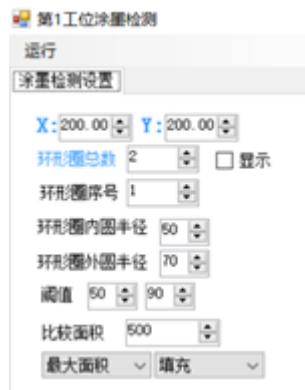 第1工位涂墨检测
运行
涂墨检测设置
X: 200.00 Y: 200.00
环形圈总数 2 显示
环形圈序号 1
环形圈内圆半径 50
环形圈外圆半径 70
阈值 50 90
比较面积 500
最大面积 填充